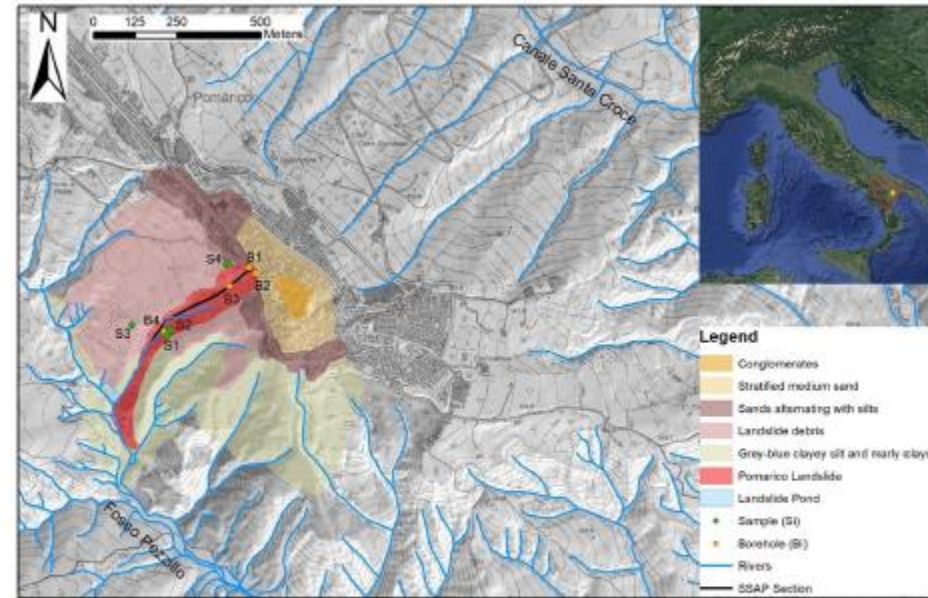 N
0 125 250 500
Meters
Canale Santa Croce
Pomarico
S4
B1
B2
B3
S3
B4
S2
S1
Fosso Pozzillo
Legend
Conglomerates
Stratified medium sand
Sands alternating with silts
Landslide debris
Grey-blue clayey silt and marly clays
Pomarico Landslide
Landslide Pond
Sample (Si)
Borehole (Bi)
Rivers
SSAP Section